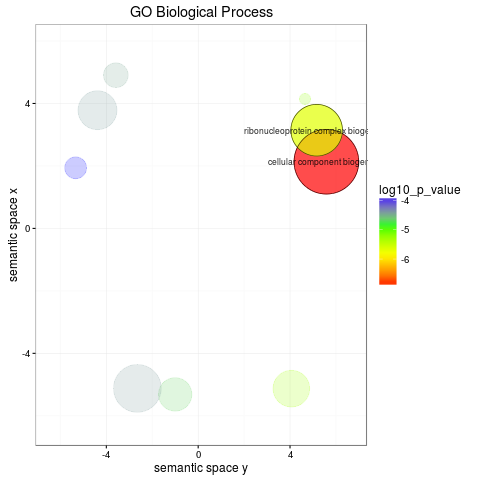 GO Biological Process
semantic space x
4
0
-4
ribonucleoprotein complex bioge
cellular component bioger
-4
0
4
semantic space y
log10_p_value
-4
-5
-6